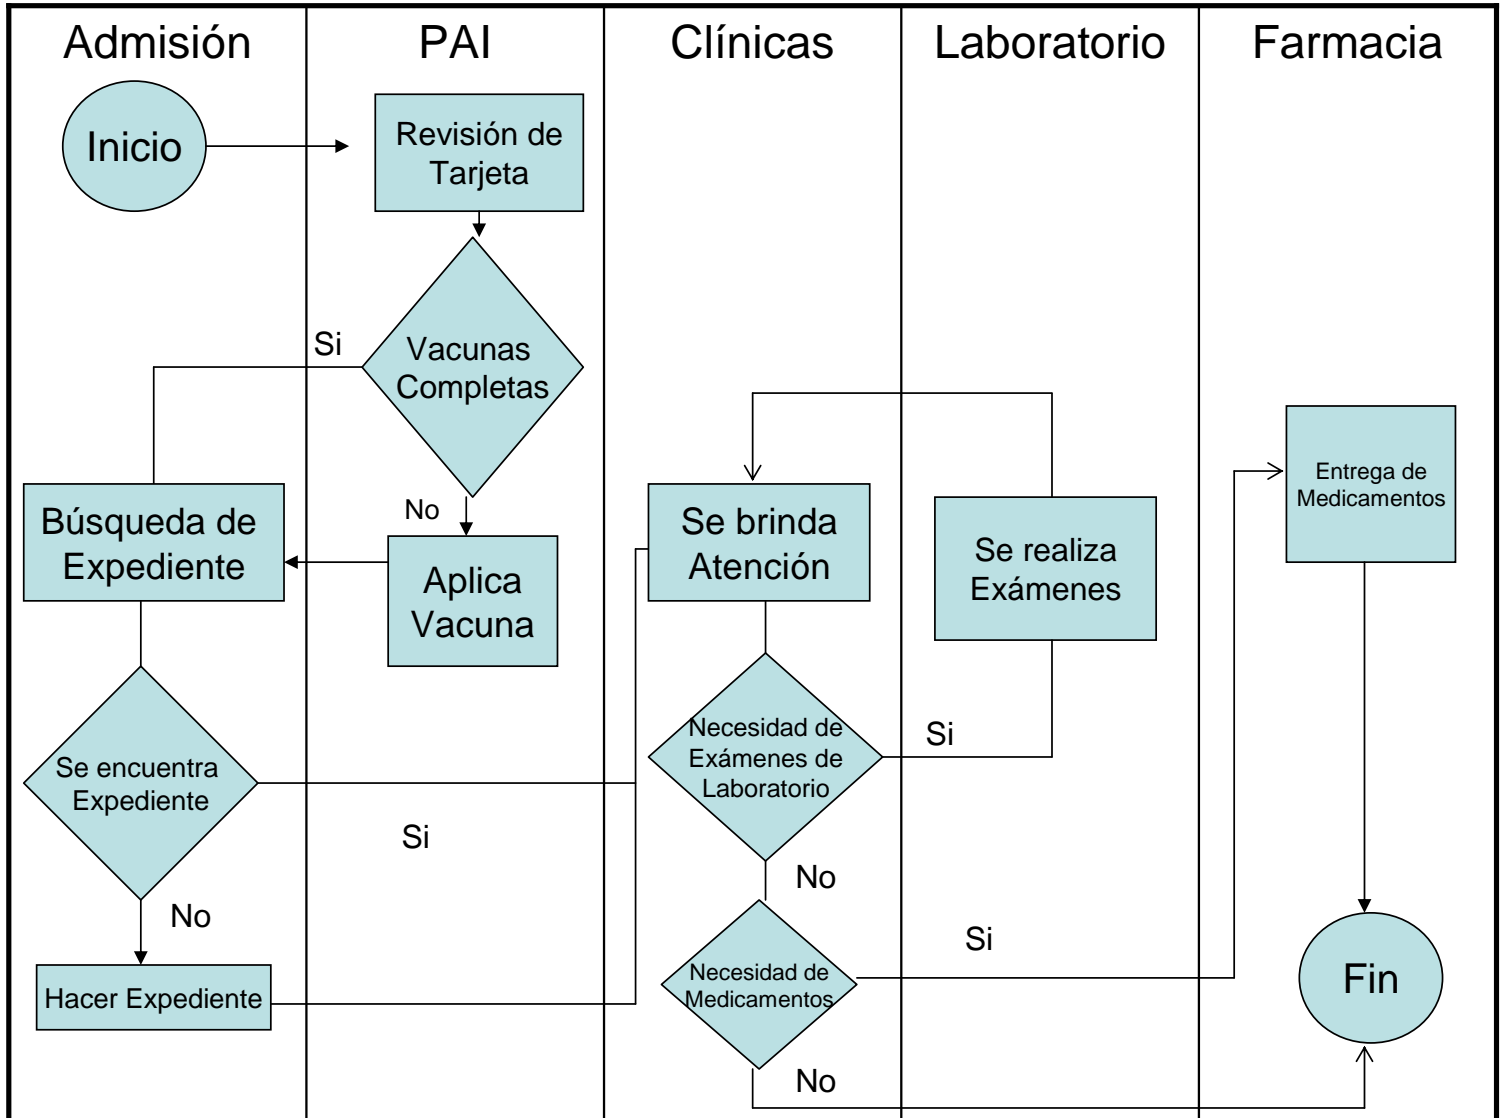 Admisión
PAI
Clínicas
Laboratorio
Farmacia
Inicio
Revisión de
Tarjeta
Si
Vacunas
Completas
No
Búsqueda de
Expediente
Aplica
Vacuna
Se brinda
Atención
Se realiza
Exámenes
Entrega de
Medicamentos
Se encuentra
Expediente
Si
No
Hacer Expediente
Necesidad de
Exámenes de
Laboratorio
Si
No
Necesidad de
Medicamentos
Si
No
Fin